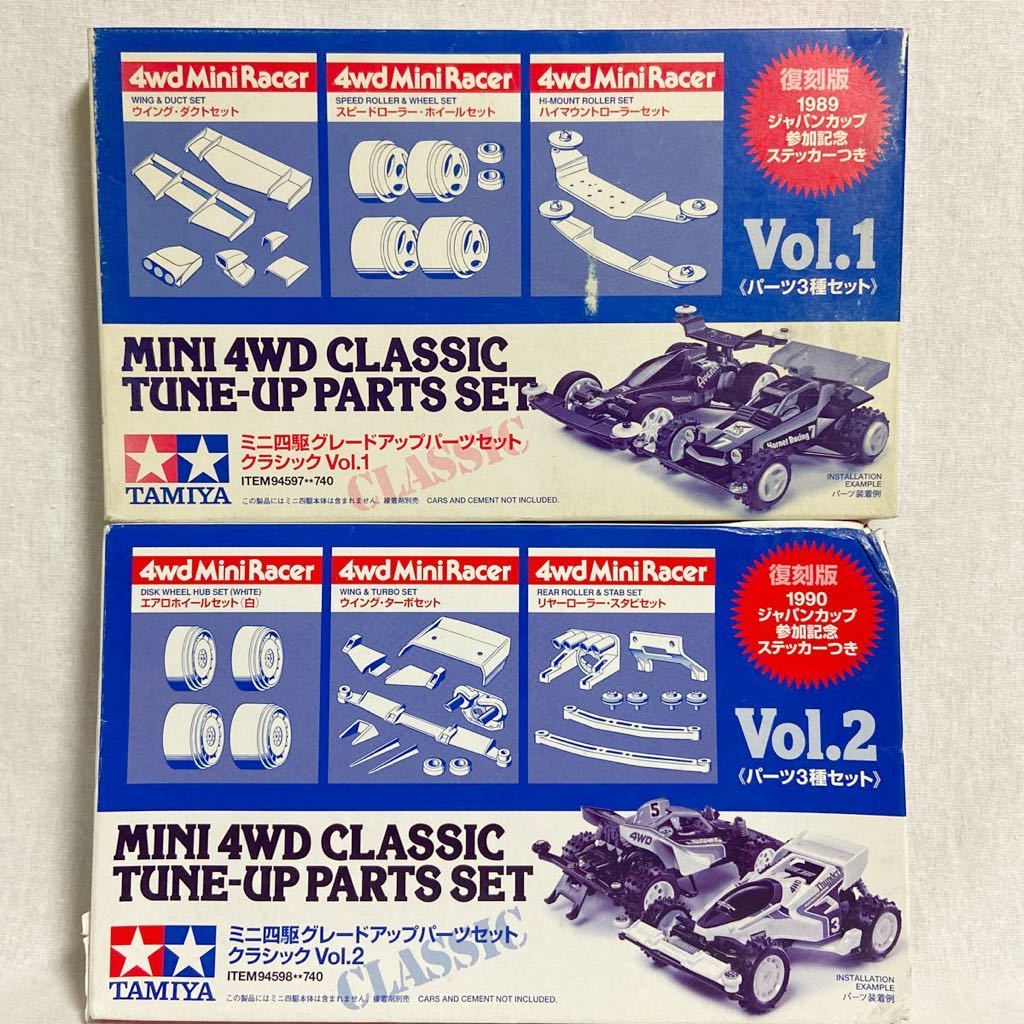 4wd Mini Racer
WING & DUCT SET
ウイング・ダクトセット
4wd Mini Racer
SPEED ROLLER & WHEEL SET
スピードローラー・ホイールセット
4wd Mini Racer
HI-MOUNT ROLLER SET
ハイマウントローラーセット
復刻版
1989
ジャパンカップ
参加記念
ステッカーつき
Vol.1
《パーツ3種セット》
MINI 4WD CLASSIC
TUNE-UP PARTS SET
TAMIYA
ミニ四駆グレードアップパーツセット
クラシック Vol.1
ITEM 94597**740
CLASSIC
この製品にはミニ四駆本体は含まれません。接着剤別売 CARS AND CEMENT NOT INCLUDED.
Avante
Hornet Racing 7
7
INSTALLATION
EXAMPLE
パーツ装着例
4wd Mini Racer
DISK WHEEL HUB SET (WHITE)
エアロホイールセット(白)
4wd Mini Racer
WING & TURBO SET
ウイング・ターボセット
4wd Mini Racer
REAR ROLLER & STAB SET
リヤーローラー・スタビセット
復刻版
1990
ジャパンカップ
参加記念
ステッカーつき
Vol.2
《パーツ3種セット》
MINI 4WD CLASSIC
TUNE-UP PARTS SET
TAMIYA
ミニ四駆グレードアップパーツセット
クラシック Vol.2
ITEM 94598**740
CLASSIC
この製品にはミニ四駆本体は含まれません。接着剤別売 CARS AND CEMENT NOT INCLUDED.
5
4WD
4WD
Thunder
3
INSTALLATION
EXAMPLE
パーツ装着例